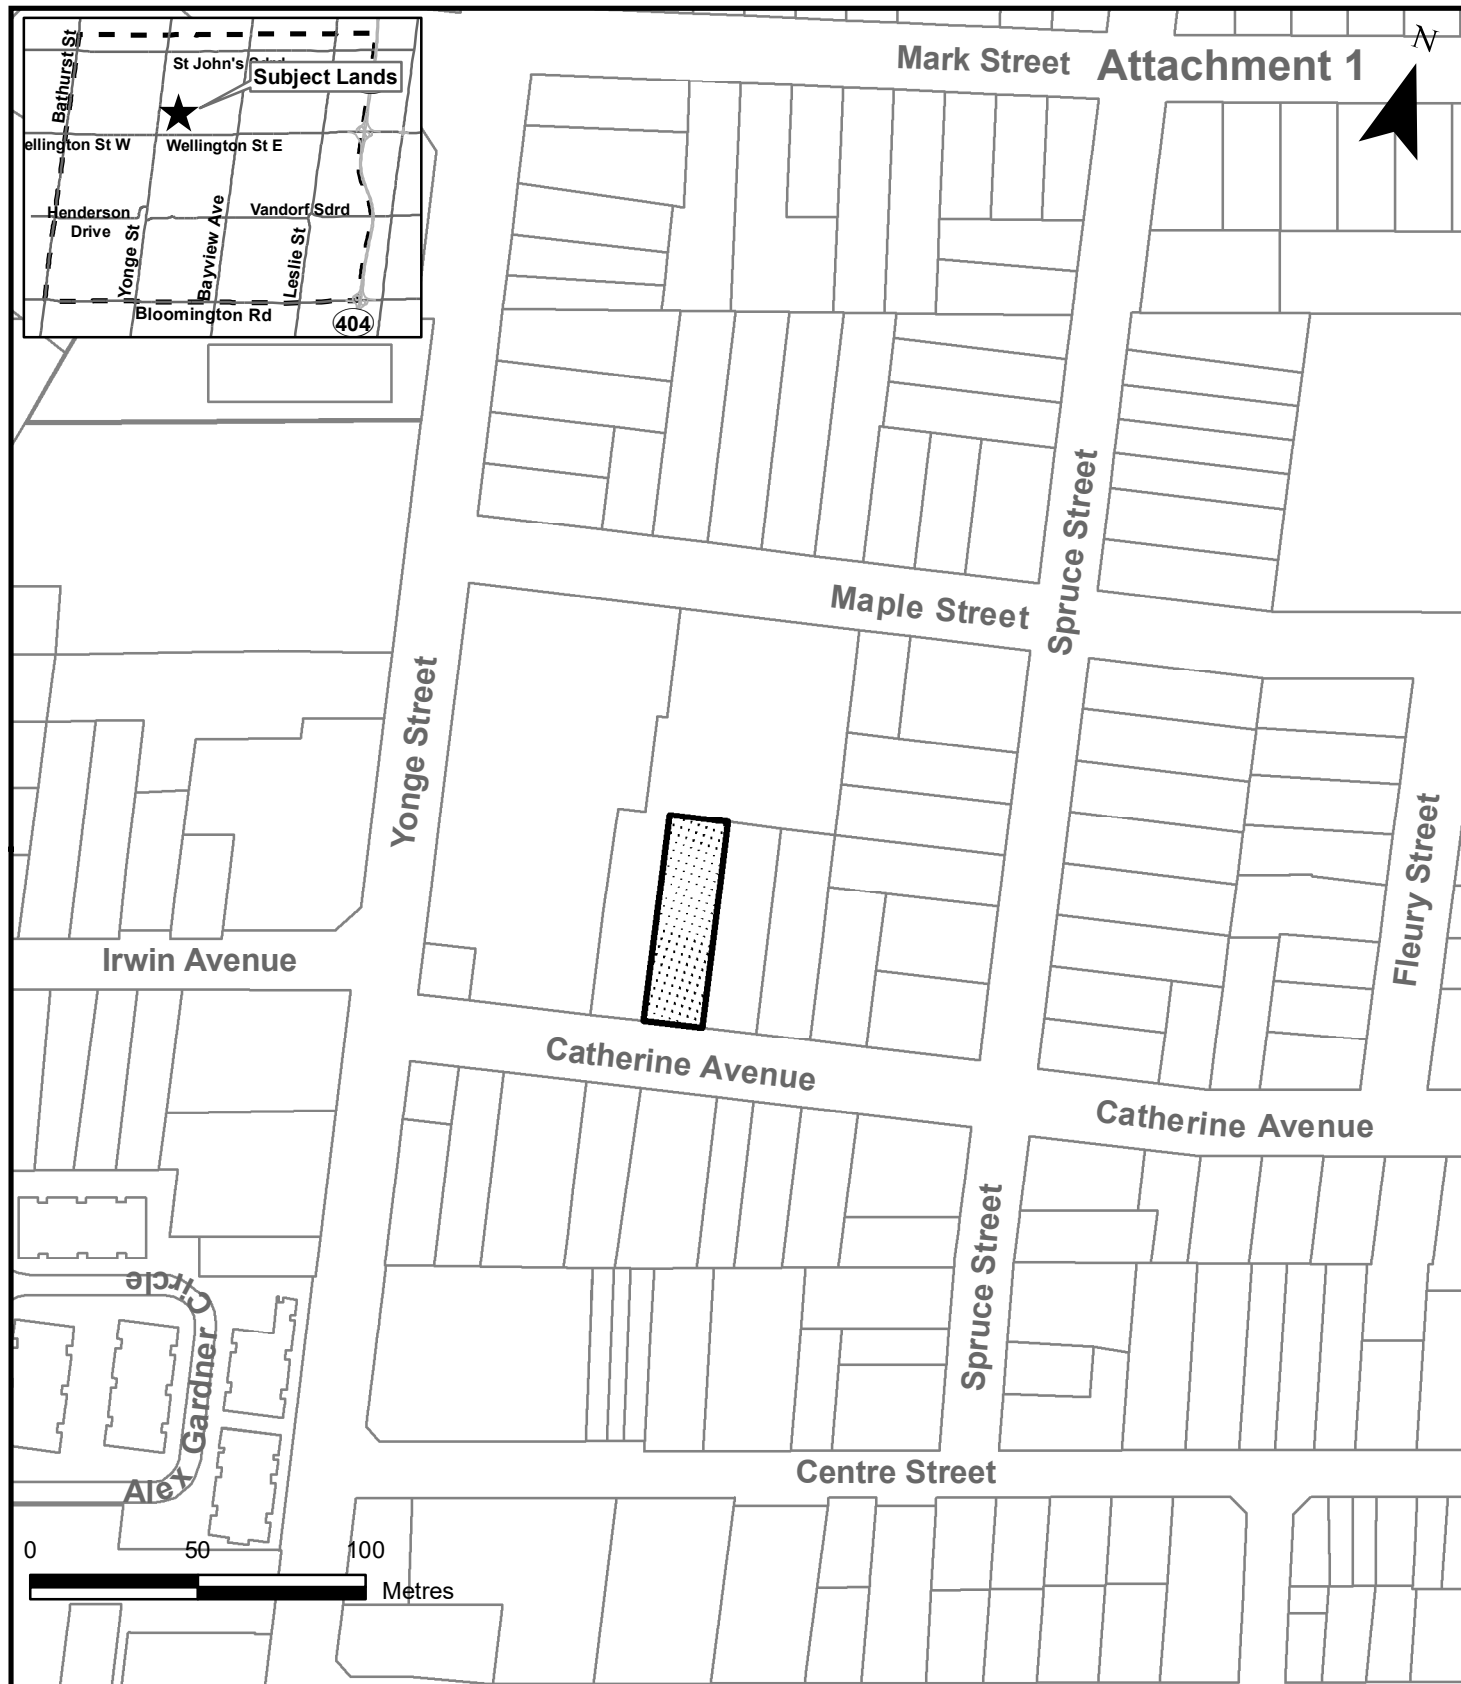 Mark Street
Attachment 1
N
Bathurst St
St John's
Subject Lands
ellington St W
Wellington St E
Henderson
Drive
Vandorf Sdrd
Yonge St
Bayview Ave
Leslie St
Bloomington Rd
404
Spruce Street
Maple Street
Yonge Street
Fleury Street
Irwin Avenue
Catherine Avenue
Catherine Avenue
Spruce Street
Alex Gardner Circle
Centre Street
0 50 100
Metres